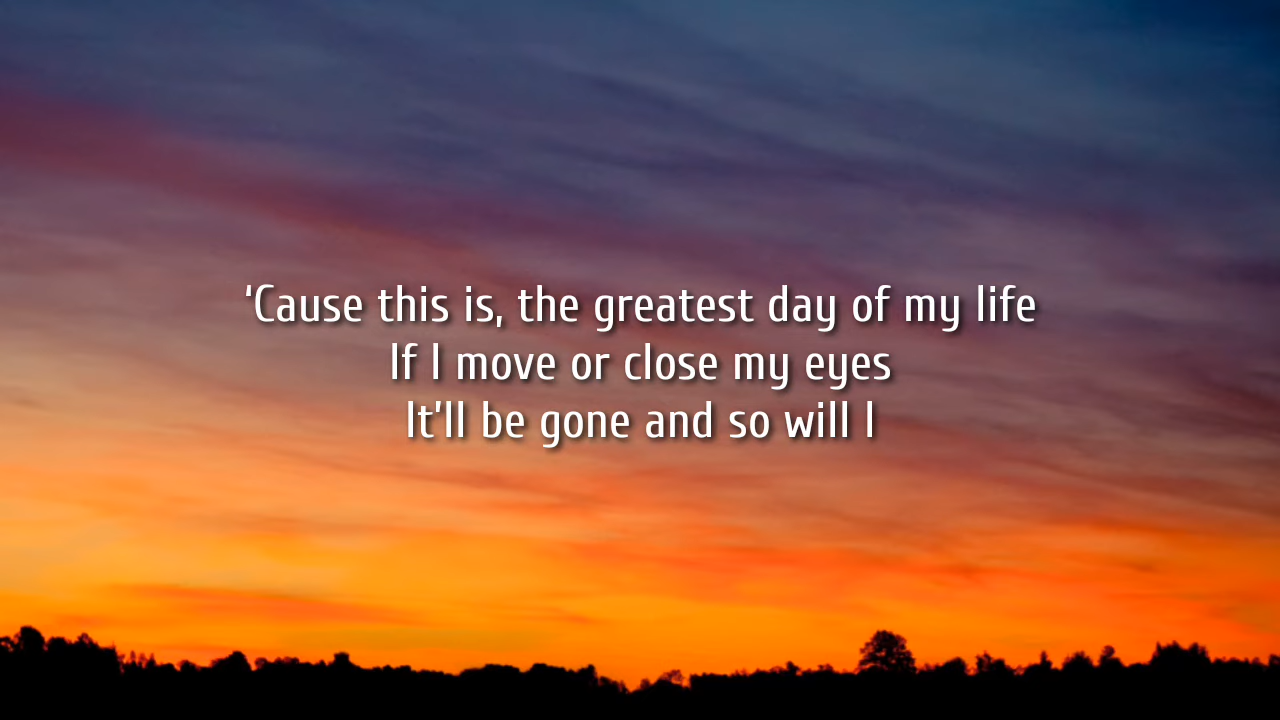 ‘Cause this is, the greatest day of my life
If I move or close my eyes
It'll be gone and so will I